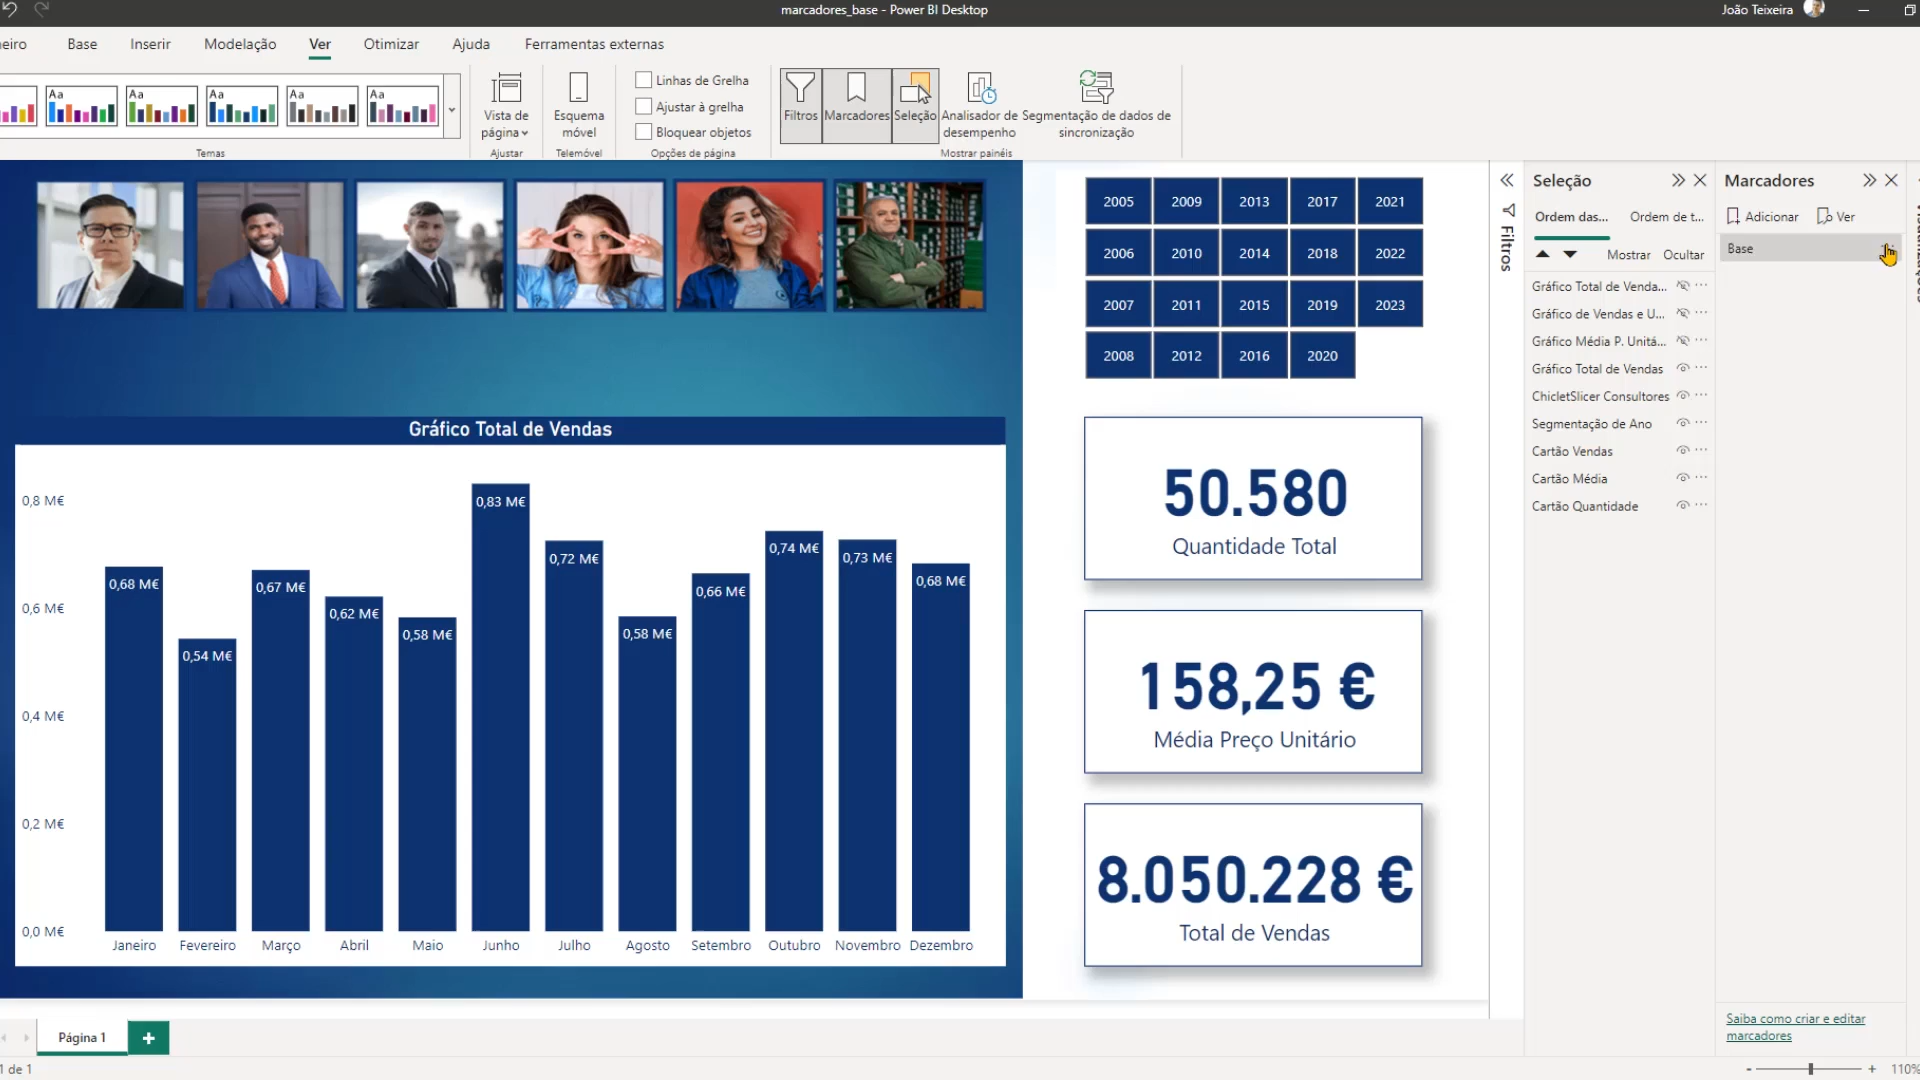 marcadores_base - Power BI Desktop
João Teixeira
eiro
Base
Inserir
Modelação
Ver
Otimizar
Ajuda
Ferramentas externas
Aa
Aa
Aa
Aa
Aa
Temas
Vista de
página
Ajustar
Esquema
móvel
Telemóvel
Linhas de Grelha
Ajustar à grelha
Bloquear objetos
Opções de página
Filtros
Marcadores
Seleção
Analisador de
desempenho
Segmentação de dados de
sincronização
Mostrar painéis
2005 2009 2013 2017 2021
2006 2010 2014 2018 2022
2007 2011 2015 2019 2023
2008 2012 2016 2020
Gráfico Total de Vendas
0,8 M€
0,6 M€
0,4 M€
0,2 M€
0,0 M€
0,68 M€
0,54 M€
0,67 M€
0,62 M€
0,58 M€
0,83 M€
0,72 M€
0,58 M€
0,66 M€
0,74 M€
0,73 M€
0,68 M€
Janeiro Fevereiro Março Abril Maio Junho Julho Agosto Setembro Outubro Novembro Dezembro
50.580
Quantidade Total
158,25 €
Média Preço Unitário
8.050.228 €
Total de Vendas
Filtros
Seleção
Ordem das...
Ordem de t...
Mostrar
Ocultar
Gráfico Total de Venda...
Gráfico de Vendas e U...
Gráfico Média P. Unitá...
Gráfico Total de Vendas
ChicletSlicer Consultores
Segmentação de Ano
Cartão Vendas
Cartão Média
Cartão Quantidade
Marcadores
Adicionar
Ver
Base
Saiba como criar e editar
marcadores
Página 1
1 de 1
-
+
110%